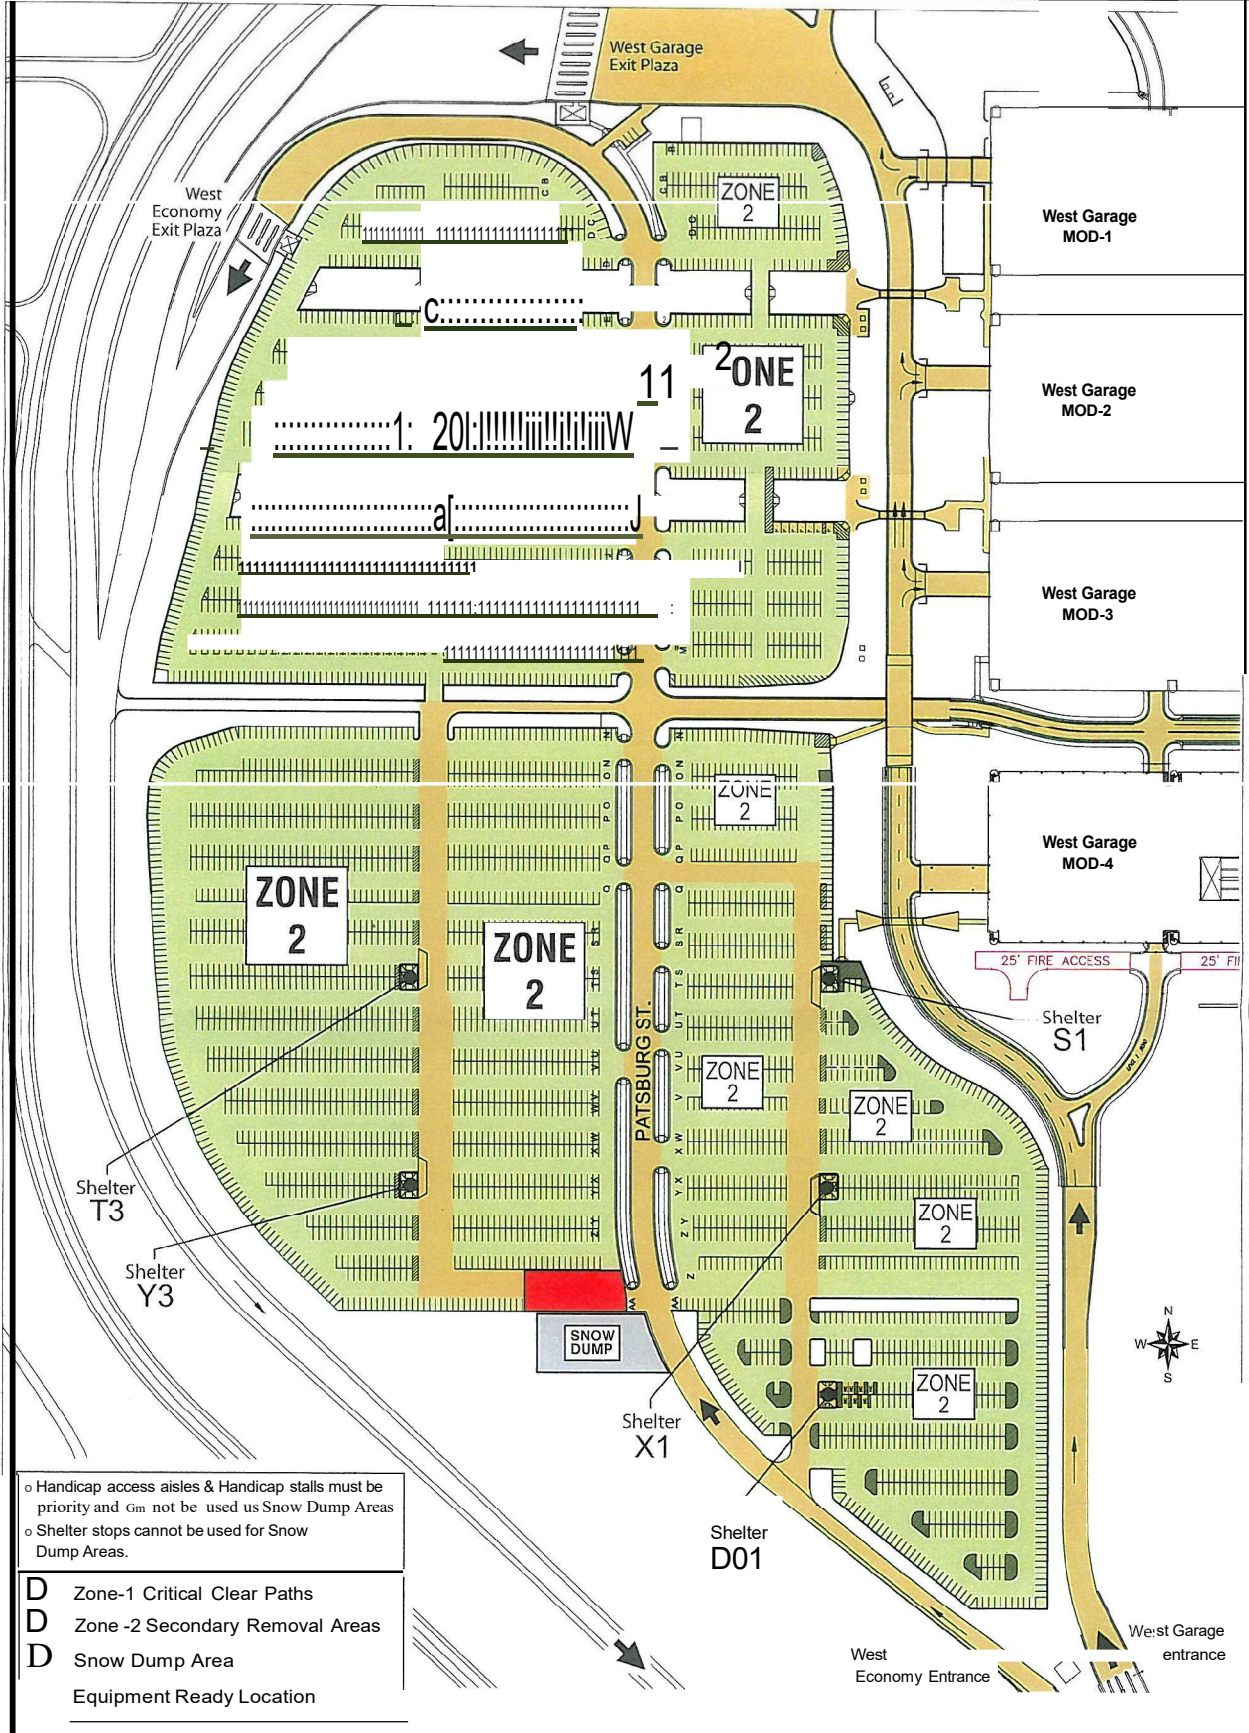 West Garage
Exit Plaza
West
Economy
Exit Plaza
ZONE
2
West Garage
MOD-1
2ONE
2
West Garage
MOD-2
West Garage
MOD-3
ZONE
2
West Garage
MOD-4
ZONE
2
ZONE
2
25' FIRE ACCESS
25' FI
Shelter
S1
PATSBURG ST.
ZONE
2
ZONE
2
Shelter
T3
ZONE
2
Shelter
Y3
SNOW
DUMP
N
W E
S
ZONE
2
Shelter
X1
Shelter
D01
o Handicap access aisles & Handicap stalls must be
priority and Gm not be used us Snow Dump Areas
o Shelter stops cannot be used for Snow
Dump Areas.
D Zone-1 Critical Clear Paths
D Zone -2 Secondary Removal Areas
D Snow Dump Area
Equipment Ready Location
West
Economy Entrance
West Garage
entrance